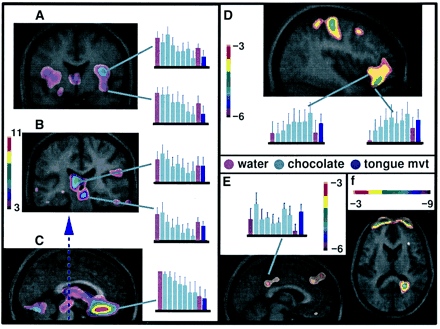 A
D
−3
−6
11
B
3
water chocolate tongue mvt
E
−3
−6
f
−3 −9
C